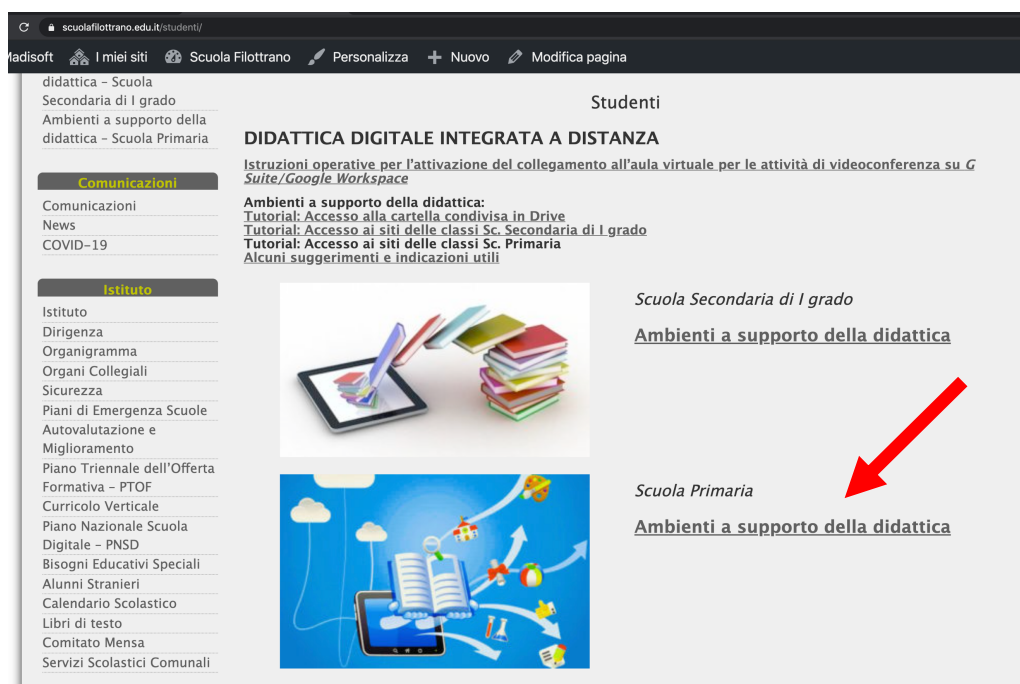 scuolafilottrano.edu.it/studenti/
Madisoft I miei siti Scuola Filottrano Personalizza Nuovo Modifica pagina
didattica – Scuola
Secondaria di I grado
Ambienti a supporto della
didattica – Scuola Primaria
Comunicazioni
Comunicazioni
News
COVID-19
Istituto
Istituto
Dirigenza
Organigramma
Organi Collegiali
Sicurezza
Piani di Emergenza Scuole
Autovalutazione e
Miglioramento
Piano Triennale dell'Offerta
Formativa – PTOF
Curricolo Verticale
Piano Nazionale Scuola
Digitale – PNSD
Bisogni Educativi Speciali
Alunni Stranieri
Calendario Scolastico
Libri di testo
Comitato Mensa
Servizi Scolastici Comunali
Studenti
DIDATTICA DIGITALE INTEGRATA A DISTANZA
Istruzioni operative per l'attivazione del collegamento all'aula virtuale per le attività di videoconferenza su G
Suite/Google Workspace
Ambienti a supporto della didattica:
Tutorial: Accesso alla cartella condivisa in Drive
Tutorial: Accesso ai siti delle classi Sc. Secondaria di I grado
Tutorial: Accesso ai siti delle classi Sc. Primaria
Alcuni suggerimenti e indicazioni utili
Scuola Secondaria di I grado
Ambienti a supporto della didattica
Scuola Primaria
Ambienti a supporto della didattica